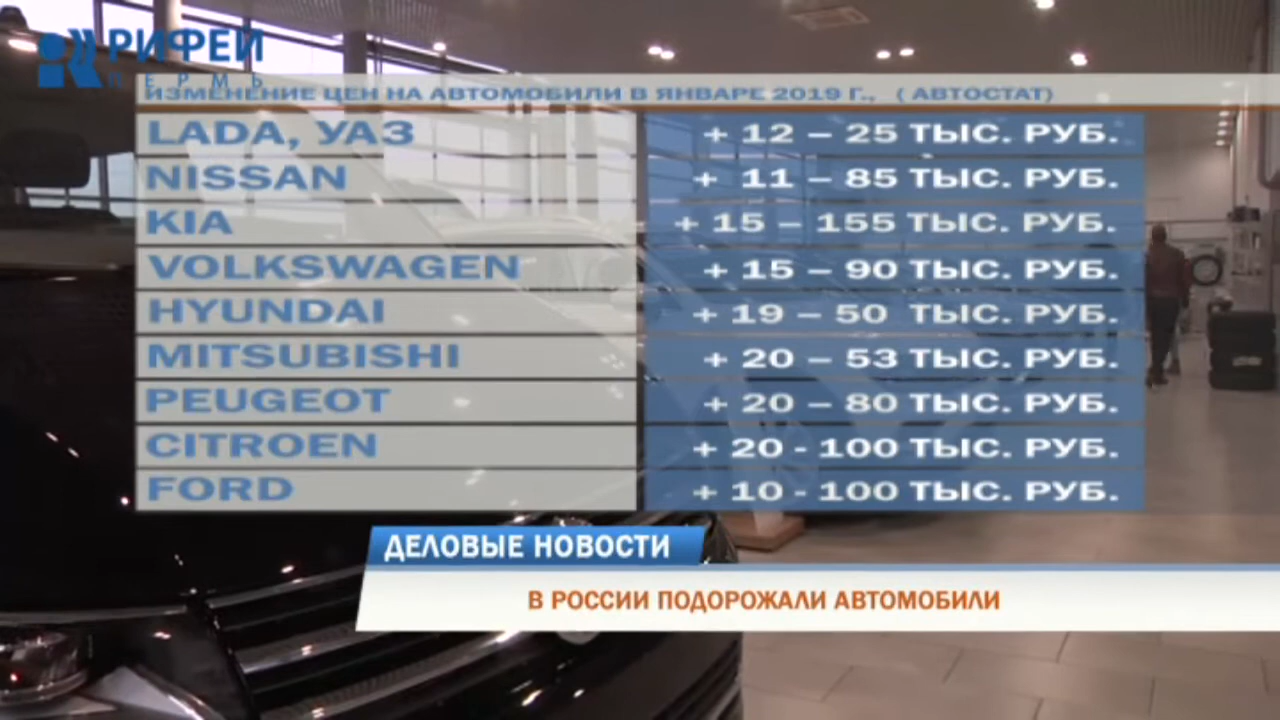 РИФЕЙ
ПЕРМЬ
ИЗМЕНЕНИЕ ЦЕН НА АВТОМОБИЛИ В ЯНВАРЕ 2019 Г., ( АВТОСТАТ)
LADA, УАЗ + 12 – 25 ТЫС. РУБ.
NISSAN + 11 – 85 ТЫС. РУБ.
KIA + 15 – 155 ТЫС. РУБ.
VOLKSWAGEN + 15 – 90 ТЫС. РУБ.
HYUNDAI + 19 – 50 ТЫС. РУБ.
MITSUBISHI + 20 – 53 ТЫС. РУБ.
PEUGEOT + 20 – 80 ТЫС. РУБ.
CITROEN + 20 - 100 ТЫС. РУБ.
FORD + 10 - 100 ТЫС. РУБ.
ДЕЛОВЫЕ НОВОСТИ
В РОССИИ ПОДОРОЖАЛИ АВТОМОБИЛИ